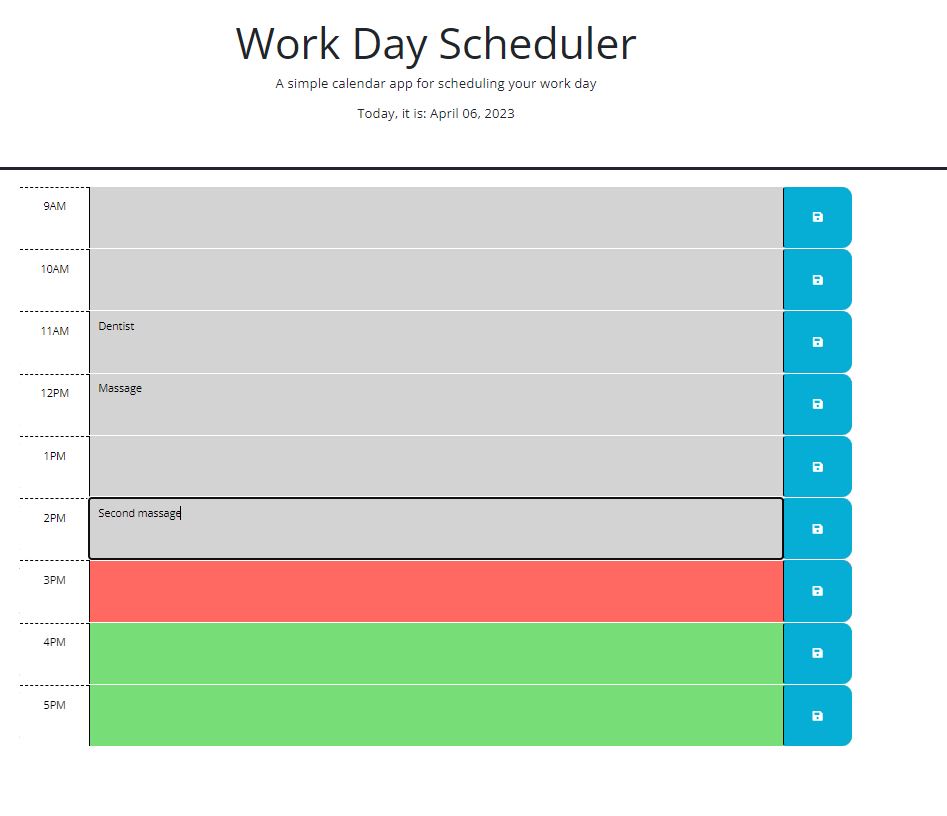 Work Day Scheduler
A simple calendar app for scheduling your work day
Today, it is: April 06, 2023
9AM
10AM
11AM Dentist
12PM Massage
1PM
2PM Second massage
3PM
4PM
5PM